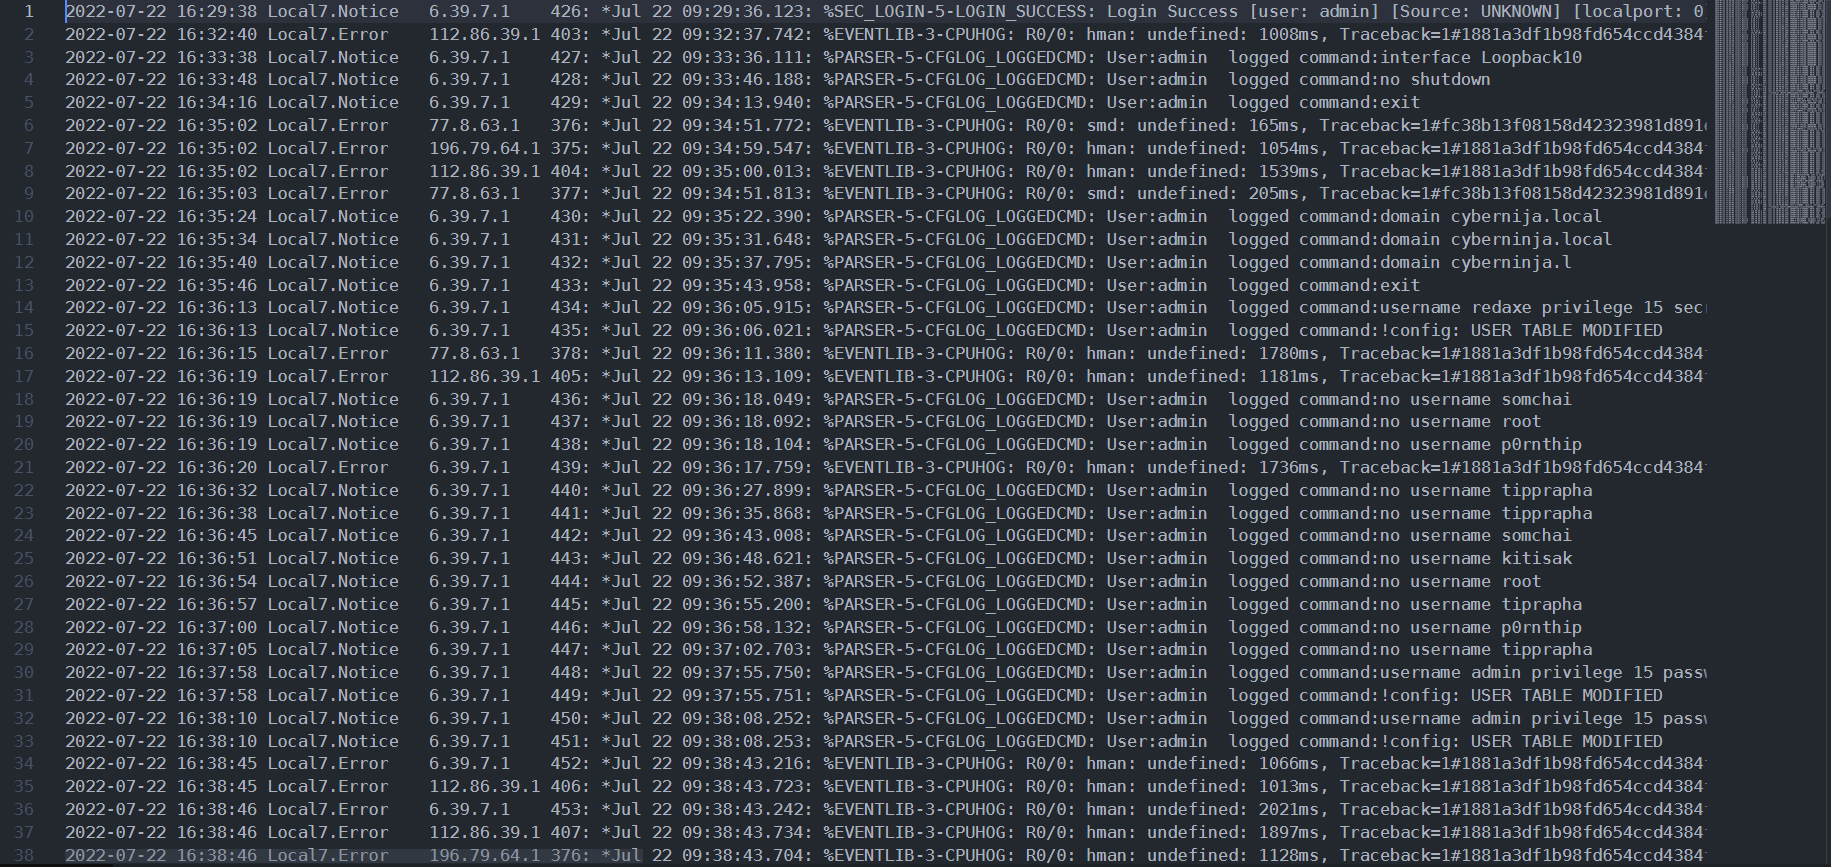 1 2022-07-22 16:29:38 Local7.Notice 6.39.7.1 426: *Jul 22 09:29:36.123: %SEC_LOGIN-5-LOGIN_SUCCESS: Login Success [user: admin] [Source: UNKNOWN] [localport: 0
2 2022-07-22 16:32:40 Local7.Error 112.86.39.1 403: *Jul 22 09:32:37.742: %EVENTLIB-3-CPUHOG: R0/0: hman: undefined: 1008ms, Traceback=1#1881a3df1b98fd654ccd4384
3 2022-07-22 16:33:38 Local7.Notice 6.39.7.1 427: *Jul 22 09:33:36.111: %PARSER-5-CFGLOG_LOGGEDCMD: User:admin logged command:interface Loopback10
4 2022-07-22 16:33:48 Local7.Notice 6.39.7.1 428: *Jul 22 09:33:46.188: %PARSER-5-CFGLOG_LOGGEDCMD: User:admin logged command:no shutdown
5 2022-07-22 16:34:16 Local7.Notice 6.39.7.1 429: *Jul 22 09:34:13.940: %PARSER-5-CFGLOG_LOGGEDCMD: User:admin logged command:exit
6 2022-07-22 16:35:02 Local7.Error 77.8.63.1 376: *Jul 22 09:34:51.772: %EVENTLIB-3-CPUHOG: R0/0: smd: undefined: 165ms, Traceback=1#fc38b13f08158d42323981d891
7 2022-07-22 16:35:02 Local7.Error 196.79.64.1 375: *Jul 22 09:34:59.547: %EVENTLIB-3-CPUHOG: R0/0: hman: undefined: 1054ms, Traceback=1#1881a3df1b98fd654ccd4384
8 2022-07-22 16:35:02 Local7.Error 112.86.39.1 404: *Jul 22 09:35:00.013: %EVENTLIB-3-CPUHOG: R0/0: hman: undefined: 1539ms, Traceback=1#1881a3df1b98fd654ccd4384
9 2022-07-22 16:35:03 Local7.Error 77.8.63.1 377: *Jul 22 09:34:51.813: %EVENTLIB-3-CPUHOG: R0/0: smd: undefined: 205ms, Traceback=1#fc38b13f08158d42323981d891
10 2022-07-22 16:35:24 Local7.Notice 6.39.7.1 430: *Jul 22 09:35:22.390: %PARSER-5-CFGLOG_LOGGEDCMD: User:admin logged command:domain cybernija.local
11 2022-07-22 16:35:34 Local7.Notice 6.39.7.1 431: *Jul 22 09:35:31.648: %PARSER-5-CFGLOG_LOGGEDCMD: User:admin logged command:domain cyberninja.local
12 2022-07-22 16:35:40 Local7.Notice 6.39.7.1 432: *Jul 22 09:35:37.795: %PARSER-5-CFGLOG_LOGGEDCMD: User:admin logged command:domain cyberninja.l
13 2022-07-22 16:35:46 Local7.Notice 6.39.7.1 433: *Jul 22 09:35:43.958: %PARSER-5-CFGLOG_LOGGEDCMD: User:admin logged command:exit
14 2022-07-22 16:36:13 Local7.Notice 6.39.7.1 434: *Jul 22 09:36:05.915: %PARSER-5-CFGLOG_LOGGEDCMD: User:admin logged command:username redaxe privilege 15 sec
15 2022-07-22 16:36:13 Local7.Notice 6.39.7.1 435: *Jul 22 09:36:06.021: %PARSER-5-CFGLOG_LOGGEDCMD: User:admin logged command:!config: USER TABLE MODIFIED
16 2022-07-22 16:36:15 Local7.Error 77.8.63.1 378: *Jul 22 09:36:11.380: %EVENTLIB-3-CPUHOG: R0/0: hman: undefined: 1780ms, Traceback=1#1881a3df1b98fd654ccd4384
17 2022-07-22 16:36:19 Local7.Error 112.86.39.1 405: *Jul 22 09:36:13.109: %EVENTLIB-3-CPUHOG: R0/0: hman: undefined: 1181ms, Traceback=1#1881a3df1b98fd654ccd4384
18 2022-07-22 16:36:19 Local7.Notice 6.39.7.1 436: *Jul 22 09:36:18.049: %PARSER-5-CFGLOG_LOGGEDCMD: User:admin logged command:no username somchai
19 2022-07-22 16:36:19 Local7.Notice 6.39.7.1 437: *Jul 22 09:36:18.092: %PARSER-5-CFGLOG_LOGGEDCMD: User:admin logged command:no username root
20 2022-07-22 16:36:19 Local7.Notice 6.39.7.1 438: *Jul 22 09:36:18.104: %PARSER-5-CFGLOG_LOGGEDCMD: User:admin logged command:no username p0rnthip
21 2022-07-22 16:36:20 Local7.Error 6.39.7.1 439: *Jul 22 09:36:17.759: %EVENTLIB-3-CPUHOG: R0/0: hman: undefined: 1736ms, Traceback=1#1881a3df1b98fd654ccd4384
22 2022-07-22 16:36:32 Local7.Notice 6.39.7.1 440: *Jul 22 09:36:27.899: %PARSER-5-CFGLOG_LOGGEDCMD: User:admin logged command:no username tipprapha
23 2022-07-22 16:36:38 Local7.Notice 6.39.7.1 441: *Jul 22 09:36:35.868: %PARSER-5-CFGLOG_LOGGEDCMD: User:admin logged command:no username tipprapha
24 2022-07-22 16:36:45 Local7.Notice 6.39.7.1 442: *Jul 22 09:36:43.008: %PARSER-5-CFGLOG_LOGGEDCMD: User:admin logged command:no username somchai
25 2022-07-22 16:36:51 Local7.Notice 6.39.7.1 443: *Jul 22 09:36:48.621: %PARSER-5-CFGLOG_LOGGEDCMD: User:admin logged command:no username kitisak
26 2022-07-22 16:36:54 Local7.Notice 6.39.7.1 444: *Jul 22 09:36:52.387: %PARSER-5-CFGLOG_LOGGEDCMD: User:admin logged command:no username root
27 2022-07-22 16:36:57 Local7.Notice 6.39.7.1 445: *Jul 22 09:36:55.200: %PARSER-5-CFGLOG_LOGGEDCMD: User:admin logged command:no username tiprapha
28 2022-07-22 16:37:00 Local7.Notice 6.39.7.1 446: *Jul 22 09:36:58.132: %PARSER-5-CFGLOG_LOGGEDCMD: User:admin logged command:no username p0rnthip
29 2022-07-22 16:37:05 Local7.Notice 6.39.7.1 447: *Jul 22 09:37:02.703: %PARSER-5-CFGLOG_LOGGEDCMD: User:admin logged command:no username tipprapha
30 2022-07-22 16:37:58 Local7.Notice 6.39.7.1 448: *Jul 22 09:37:55.750: %PARSER-5-CFGLOG_LOGGEDCMD: User:admin logged command:username admin privilege 15 pass
31 2022-07-22 16:37:58 Local7.Notice 6.39.7.1 449: *Jul 22 09:37:55.751: %PARSER-5-CFGLOG_LOGGEDCMD: User:admin logged command:!config: USER TABLE MODIFIED
32 2022-07-22 16:38:10 Local7.Notice 6.39.7.1 450: *Jul 22 09:38:08.252: %PARSER-5-CFGLOG_LOGGEDCMD: User:admin logged command:username admin privilege 15 pass
33 2022-07-22 16:38:10 Local7.Notice 6.39.7.1 451: *Jul 22 09:38:08.253: %PARSER-5-CFGLOG_LOGGEDCMD: User:admin logged command:!config: USER TABLE MODIFIED
34 2022-07-22 16:38:45 Local7.Error 6.39.7.1 452: *Jul 22 09:38:43.216: %EVENTLIB-3-CPUHOG: R0/0: hman: undefined: 1066ms, Traceback=1#1881a3df1b98fd654ccd4384
35 2022-07-22 16:38:45 Local7.Error 112.86.39.1 406: *Jul 22 09:38:43.723: %EVENTLIB-3-CPUHOG: R0/0: hman: undefined: 1013ms, Traceback=1#1881a3df1b98fd654ccd4384
36 2022-07-22 16:38:46 Local7.Error 6.39.7.1 453: *Jul 22 09:38:43.242: %EVENTLIB-3-CPUHOG: R0/0: hman: undefined: 2021ms, Traceback=1#1881a3df1b98fd654ccd4384
37 2022-07-22 16:38:46 Local7.Error 112.86.39.1 407: *Jul 22 09:38:43.734: %EVENTLIB-3-CPUHOG: R0/0: hman: undefined: 1897ms, Traceback=1#1881a3df1b98fd654ccd4384
38 2022-07-22 16:38:46 Local7.Error 196.79.64.1 376: *Jul 22 09:38:43.704: %EVENTLIB-3-CPUHOG: R0/0: hman: undefined: 1128ms, Traceback=1#1881a3df1b98fd654ccd4384